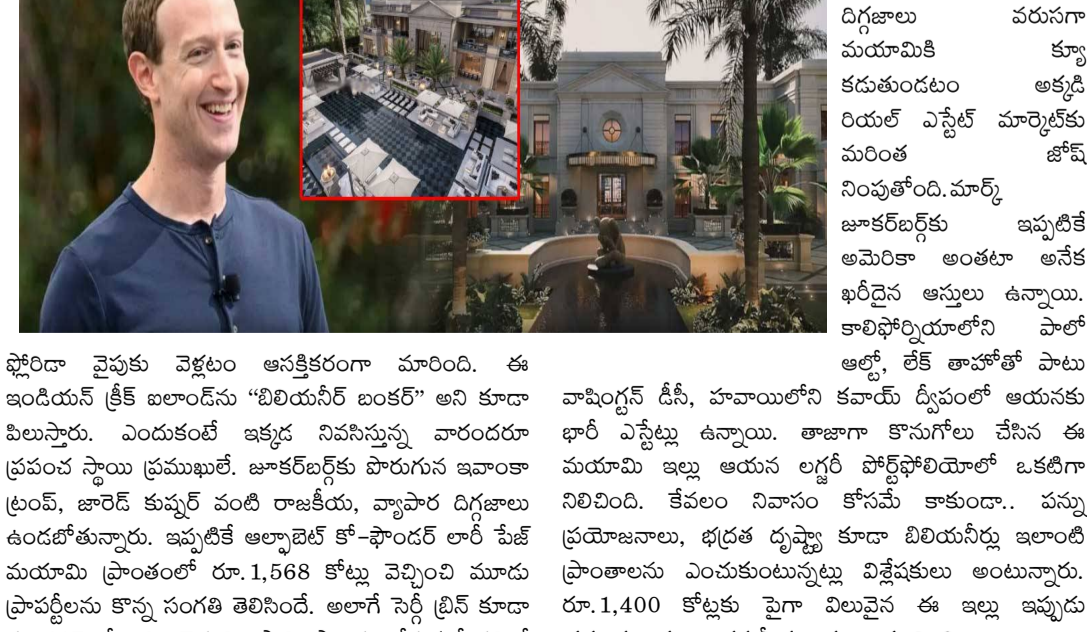 ఫ్లోరిడా వైపుకు వెళ్లటం ఆసక్తికరంగా మారింది. ఈ
ఇండియన్ క్రీక్ ఐలాండ్‌ను “బిలియనీర్ బంకర్” అని కూడా
పిలుస్తారు. ఎందుకంటే ఇక్కడ నివసిస్తున్న వారందరూ
ప్రపంచ స్థాయి ప్రముఖులే. జూకర్‌బర్గ్‌కు పొరుగున ఇవాంకా
ట్రంప్, జారెడ్ కుష్నర్ వంటి రాజకీయ, వ్యాపార దిగ్గజాలు
ఉండబోతున్నారు. ఇప్పటికే ఆల్ఫాబెట్ కో-ఫౌండర్ లారీ పేజ్
మయామి ప్రాంతంలో రూ.1,568 కోట్లు వెచ్చించి మూడు
ప్రాపర్టీలను కొన్న సంగతి తెలిసిందే. అలాగే సెర్గీ బ్రిన్ కూడా
దిగ్గజాలు వరుసగా
మయామికి క్యూ
కడుతుండటం అక్కడి
రియల్ ఎస్టేట్ మార్కెట్‌కు
మరింత జోష్
నింపుతోంది.మార్క్
జూకర్‌బర్గ్‌కు ఇప్పటికే
అమెరికా అంతటా అనేక
ఖరీదైన ఆస్తులు ఉన్నాయి.
కాలిఫోర్నియాలోని పాలో
ఆల్టో, లేక్ తాహోతో పాటు
వాషింగ్టన్ డీసీ, హవాయిలోని కవాయ్ ద్వీపంలో ఆయనకు
భారీ ఎస్టేట్లు ఉన్నాయి. తాజాగా కొనుగోలు చేసిన ఈ
మయామి ఇల్లు ఆయన లగ్జరీ పోర్ట్‌ఫోలియోలో ఒకటిగా
నిలిచింది. కేవలం నివాసం కోసమే కాకుండా.. పన్ను
ప్రయోజనాలు, భద్రత దృష్ట్యా కూడా బిలియనీర్లు ఇలాంటి
ప్రాంతాలను ఎంచుకుంటున్నట్లు విశ్లేషకులు అంటున్నారు.
రూ.1,400 కోట్లకు పైగా విలువైన ఈ ఇల్లు ఇప్పుడు